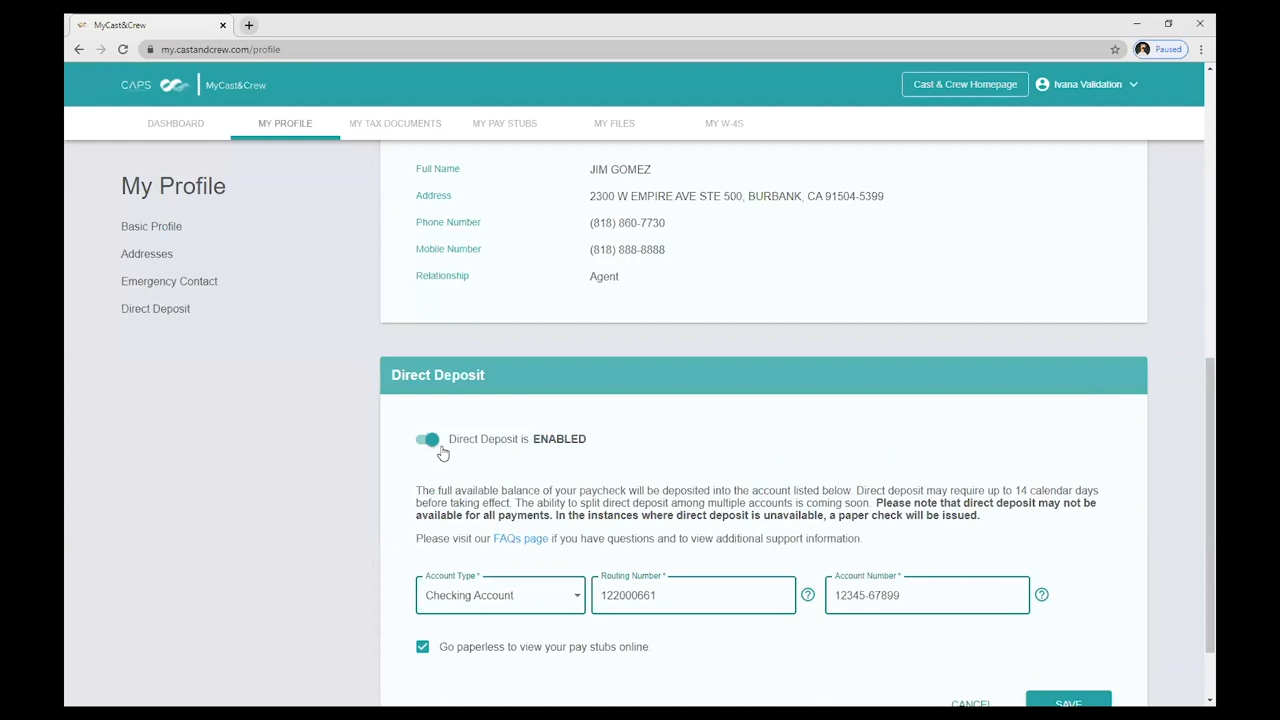 MyCast&Crew
my.castandcrew.com/profile
Paused
CAPS MyCast&Crew
Cast & Crew Homepage
Ivana Validation
DASHBOARD
MY PROFILE
MY TAX DOCUMENTS
MY PAY STUBS
MY FILES
MY W-4S
My Profile
Basic Profile
Addresses
Emergency Contact
Direct Deposit
Full Name JIM GOMEZ
Address 2300 W EMPIRE AVE STE 500, BURBANK, CA 91504-5399
Phone Number (818) 860-7730
Mobile Number (818) 888-8888
Relationship Agent
Direct Deposit
Direct Deposit is ENABLED
The full available balance of your paycheck will be deposited into the account listed below. Direct deposit may require up to 14 calendar days
before taking effect. The ability to split direct deposit among multiple accounts is coming soon. Please note that direct deposit may not be
available for all payments. In the instances where direct deposit is unavailable, a paper check will be issued.
Please visit our FAQs page if you have questions and to view additional support information.
Account Type * Routing Number * Account Number *
Checking Account 122000661 12345-67899
Go paperless to view your pay stubs online.
CANCEL SAVE